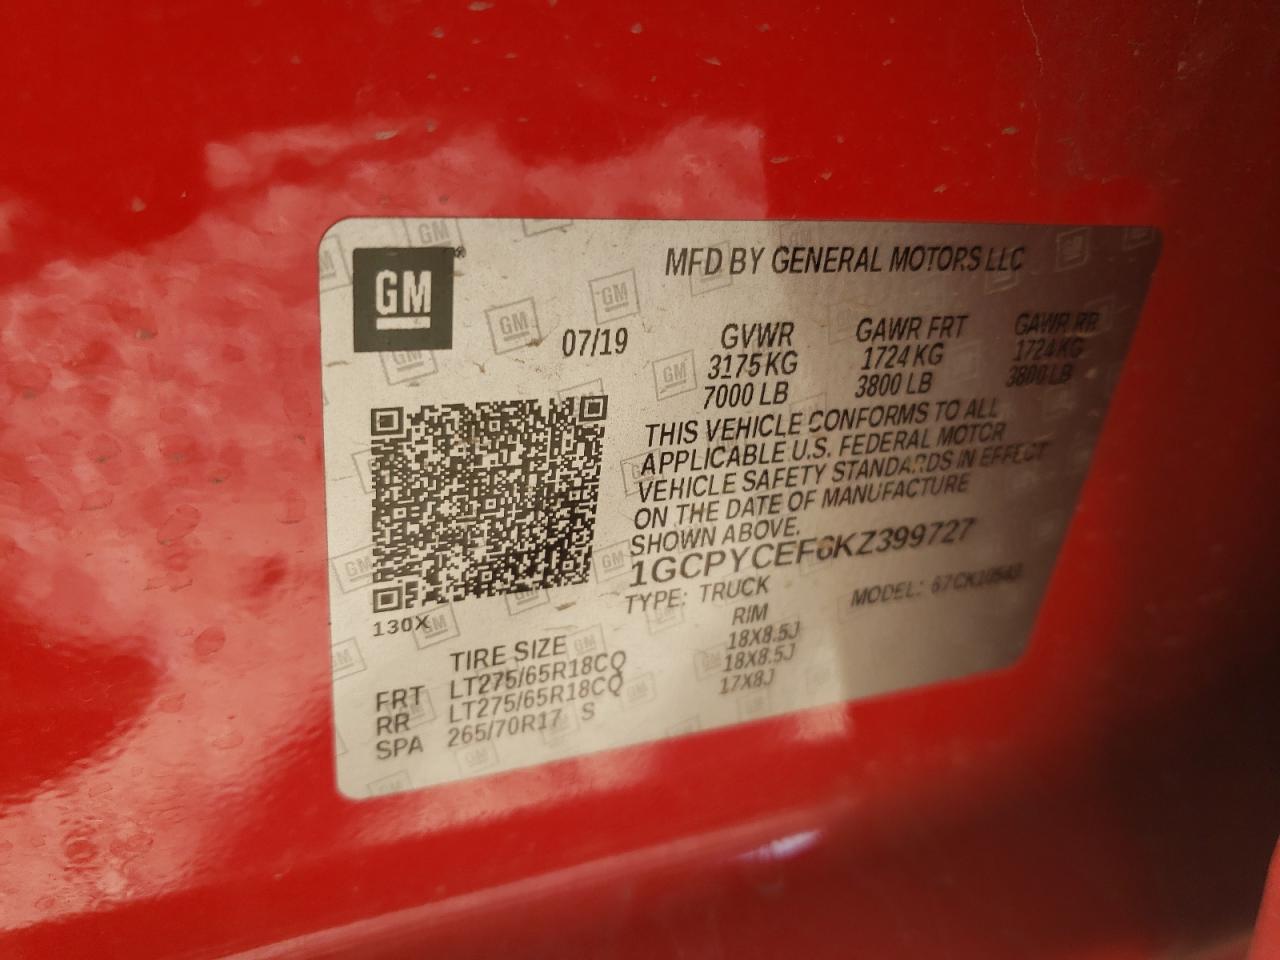 GM
MFD BY GENERAL MOTORS LLC
07/19
GVWR GAWR FRT GAWR RR
3175 KG 1724 KG 1724 KG
7000 LB 3800 LB 3800 LB
THIS VEHICLE CONFORMS TO ALL
APPLICABLE U.S. FEDERAL MOTOR
VEHICLE SAFETY STANDARDS IN EFFECT
ON THE DATE OF MANUFACTURE
SHOWN ABOVE.
1GCPYCEF6KZ399727
TYPE: TRUCK MODEL:
130X
TIRE SIZE RIM
FRT LT275/65R18CQ 18X8.5J
RR LT275/65R18CQ 18X8.5J
SPA 265/70R17 S 17X8J